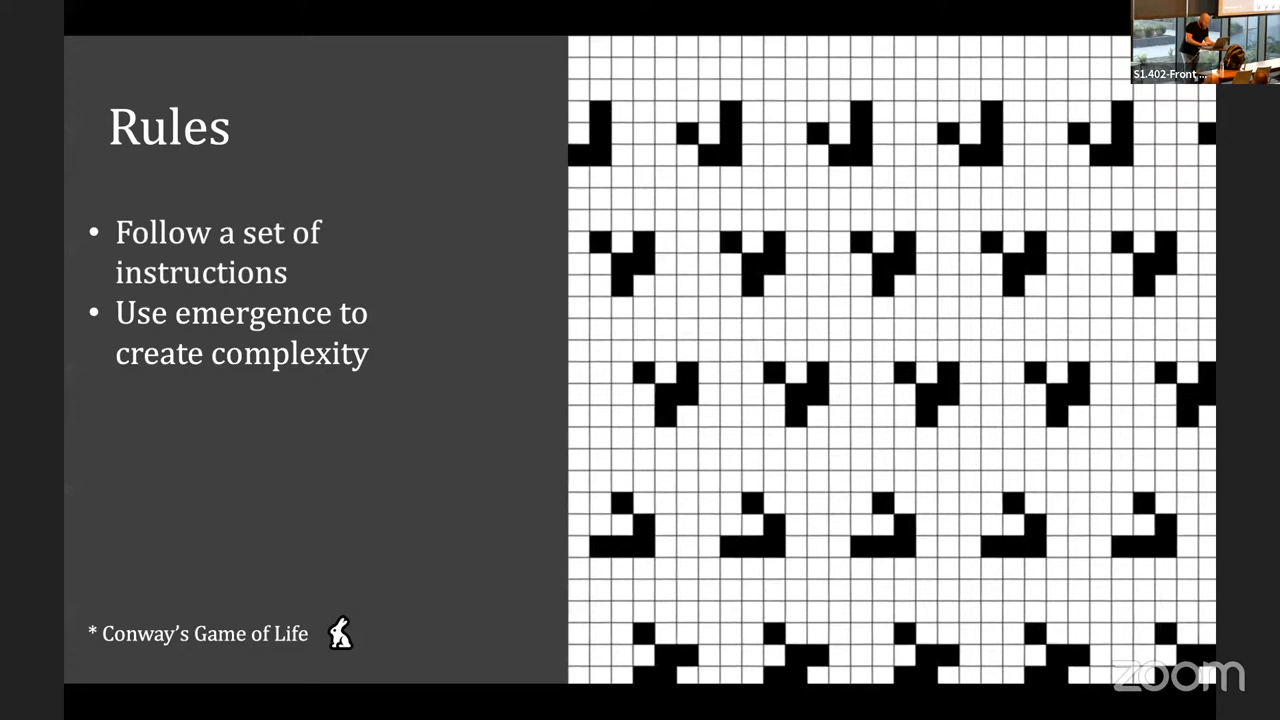 S1.402-Front ...
Rules
• Follow a set of
instructions
• Use emergence to
create complexity
* Conway's Game of Life
zoom